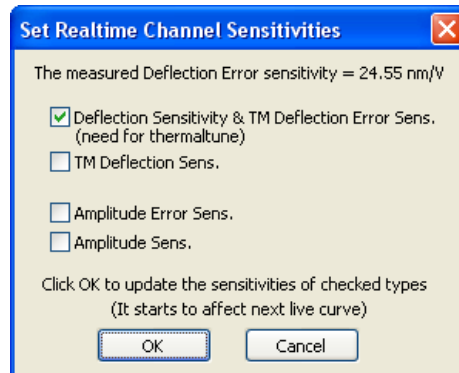 Set Realtime Channel Sensitivities
The measured Deflection Error sensitivity = 24.55 nm/V
Deflection Sensitivity & TM Deflection Error Sens.
(need for thermaltune)
TM Deflection Sens.
Amplitude Error Sens.
Amplitude Sens.
Click OK to update the sensitivities of checked types
(It starts to affect next live curve)
OK Cancel